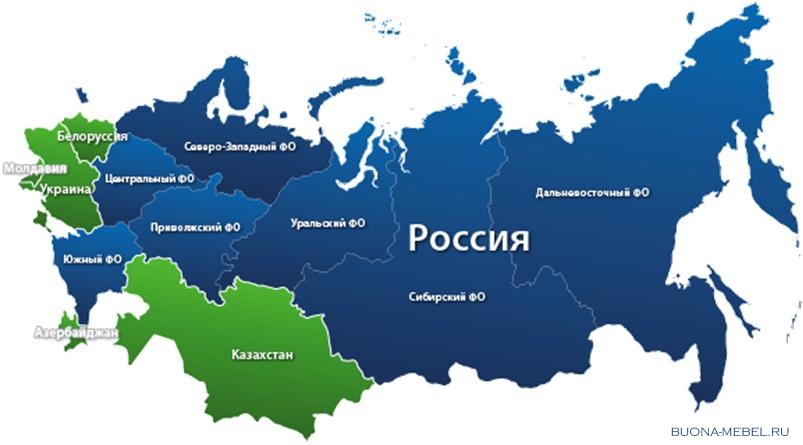 Белоруссия
Северо-Западный ФО
Молдавия
Центральный ФО
Украина
Дальневосточный ФО
Приволжский ФО
Уральский ФО
Россия
Южный ФО
Сибирский ФО
Азербайджан
Казахстан
BUONA-MEBEL.RU